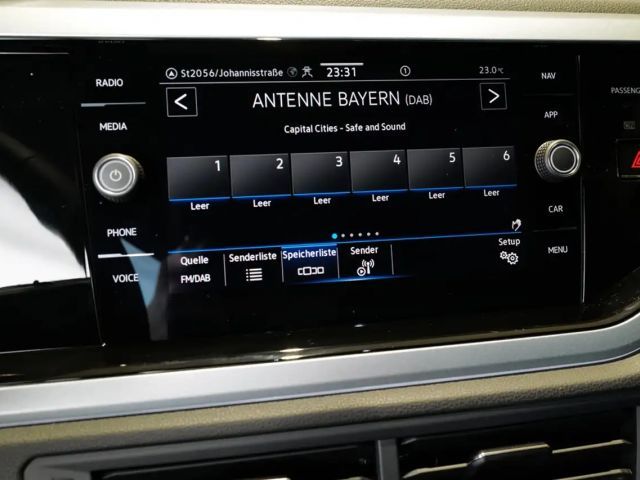 RADIO
MEDIA
PHONE
VOICE
St2056/Johannisstraße 23:31 1 23.0°C
ANTENNE BAYERN (DAB)
Capital Cities - Safe and Sound
1 2 3 4 5 6
Leer Leer Leer Leer Leer Leer
Quelle Senderliste Speicherliste Sender Setup
FM/DAB
NAV
APP
CAR
MENU
PASSENG